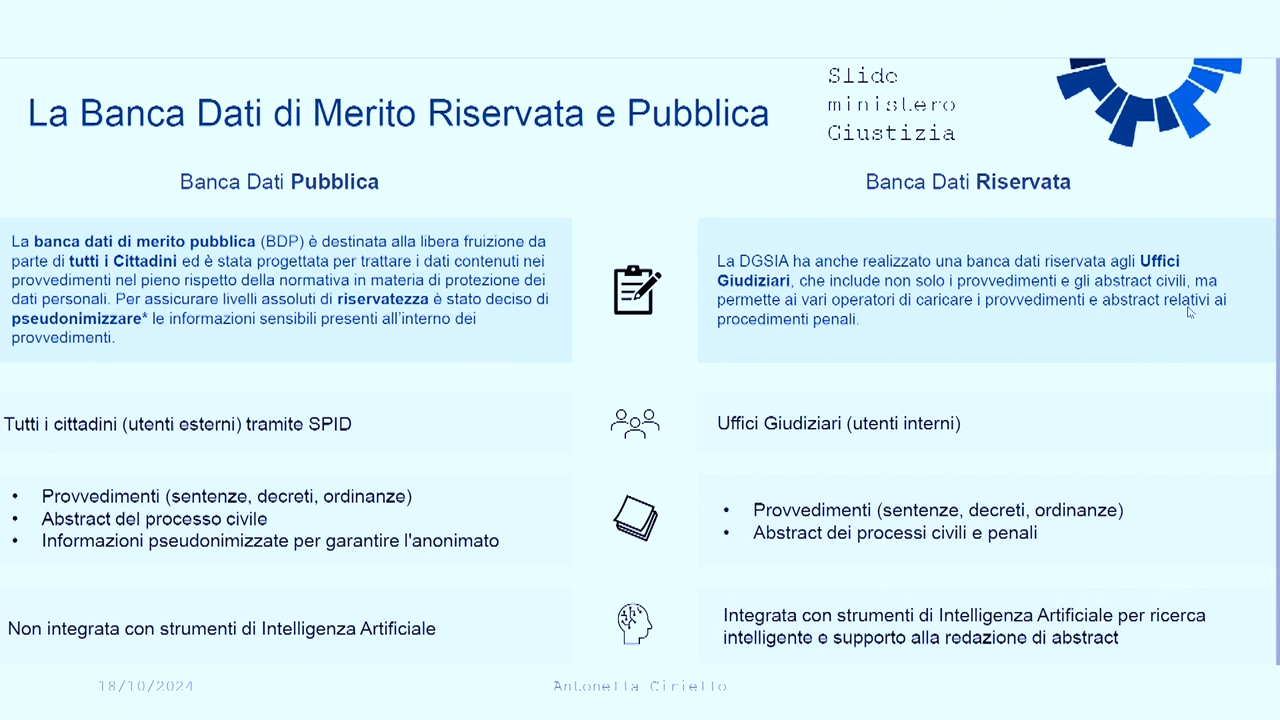 La Banca Dati di Merito Riservata e Pubblica
Slide
ministero
Giustizia
Banca Dati Pubblica
La banca dati di merito pubblica (BDP) è destinata alla libera fruizione da
parte di tutti i Cittadini ed è stata progettata per trattare i dati contenuti nei
provvedimenti nel pieno rispetto della normativa in materia di protezione dei
dati personali. Per assicurare livelli assoluti di riservatezza è stato deciso di
pseudonimizzare* le informazioni sensibili presenti all'interno dei
provvedimenti.
Tutti i cittadini (utenti esterni) tramite SPID
• Provvedimenti (sentenze, decreti, ordinanze)
• Abstract del processo civile
• Informazioni pseudonimizzate per garantire l'anonimato
Non integrata con strumenti di Intelligenza Artificiale
Banca Dati Riservata
La DGSIA ha anche realizzato una banca dati riservata agli Uffici
Giudiziari, che include non solo i provvedimenti e gli abstract civili, ma
permette ai vari operatori di caricare i provvedimenti e abstract relativi ai
procedimenti penali.
Uffici Giudiziari (utenti interni)
• Provvedimenti (sentenze, decreti, ordinanze)
• Abstract dei processi civili e penali
Integrata con strumenti di Intelligenza Artificiale per ricerca
intelligente e supporto alla redazione di abstract
18/10/2024
Antonella Ciriello